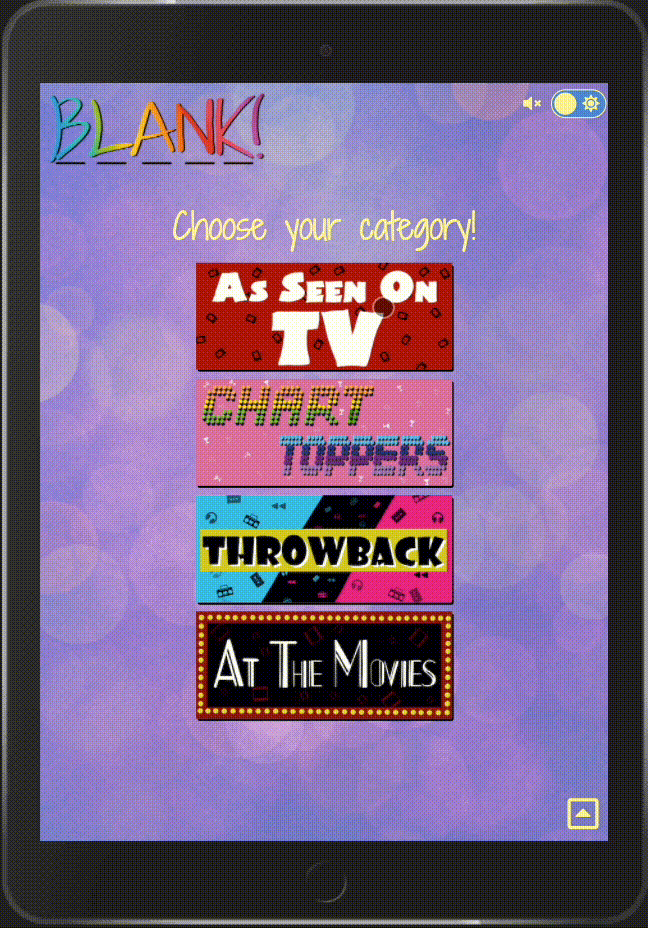 BLANK!
Choose your category!
As Seen On
TV
CHART
TOPPERS
THROWBACK
At The Movies